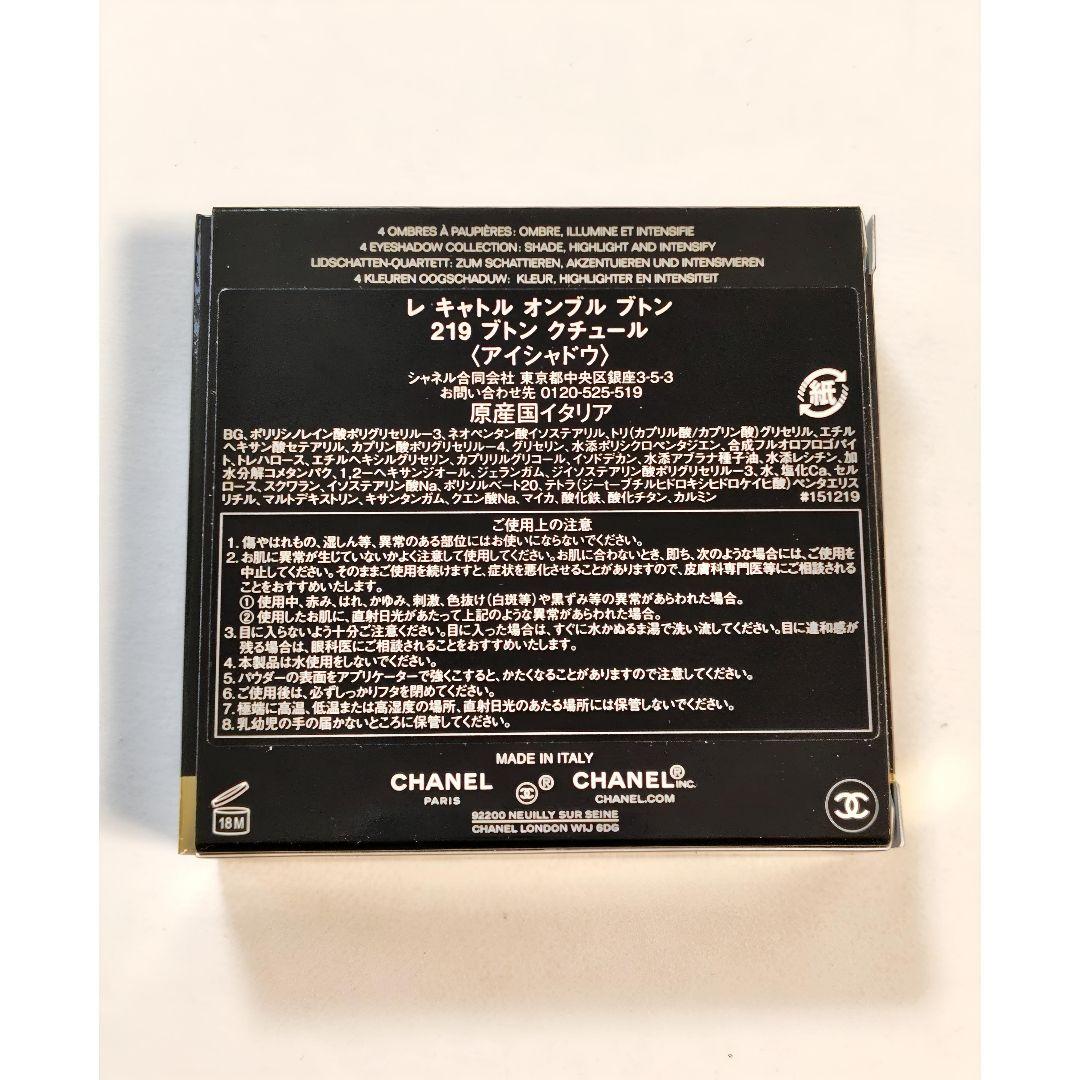 4 OMBRES À PAUPIÈRES: OMBRE, ILLUMINE ET INTENSIFIE
4 EYESHADOW COLLECTION: SHADE, HIGHLIGHT AND INTENSIFY
LIDSCHATTEN-QUARTETT: ZUM SCHATTIEREN, AKZENTUIEREN UND INTENSIVIEREN
4 KLEUREN OOGSCHADUW: KLEUR, HIGHLIGHTER EN INTENSITEIT
レ キャトル オンブル ブトン
219 ブトン クチュール
〈アイシャドウ〉
シャネル合同会社 東京都中央区銀座3-5-3
お問い合わせ先 0120-525-519
原産国イタリア
紙
BG、ポリリシノレイン酸ポリグリセリルー3、ネオペンタン酸イソステアリル、トリ(カプリル酸/カプリン酸)グリセリル、エチル
ヘキサン酸セテアリル、カプリン酸ポリグリセリルー4、グリセリン、水添ポリシクロペンタジエン、合成フルオロフロゴパイ
ト、トレハロース、エチルヘキシルグリセリン、カプリリルグリコール、イソドデカン、水添アブラナ種子油、水添レシチン、加
水分解コメタンパク、1,2ーヘキサンジオール、ジェランガム、ジイソステアリン酸ポリグリセリルー3、水、塩化Ca、セル
ロース、スクワラン、イソステアリン酸Na、ポリソルベート20、テトラ(ジーtーブチルヒドロキシヒドロケイヒ酸)ペンタエリス
リチル、マルトデキストリン、キサンタンガム、クエン酸Na、マイカ、酸化鉄、酸化チタン、カルミン #151219
ご使用上の注意
1. 傷やはれもの、湿しん等、異常のある部位にはお使いにならないでください。
2. お肌に異常が生じていないかよく注意して使用してください。お肌に合わないとき、即ち、次のような場合には、ご使用を
中止してください。そのままご使用を続けますと、症状を悪化させることがありますので、皮膚科専門医等にご相談される
ことをおすすめいたします。
① 使用中、赤み、はれ、かゆみ、刺激、色抜け(白斑等)や黒ずみ等の異常があらわれた場合。
② 使用したお肌に、直射日光があたって上記のような異常があらわれた場合。
3. 目に入らないよう十分ご注意ください。目に入った場合は、すぐに水かぬるま湯で洗い流してください。目に違和感が
残る場合は、眼科医にご相談されることをおすすめいたします。
4. 本製品は水使用をしないでください。
5. パウダーの表面をアプリケーターで強くこすると、かたくなることがありますので注意してください。
6. ご使用後は、必ずしっかりフタを閉めてください。
7. 極端に高温、低温または高湿度の場所、直射日光のあたる場所には保管しないでください。
8. 乳幼児の手の届かないところに保管してください。
MADE IN ITALY
CHANEL ® CHANEL® INC.
PARIS CHANEL.COM
92200 NEUILLY SUR SEINE
CHANEL LONDON W1J 6DG
18M